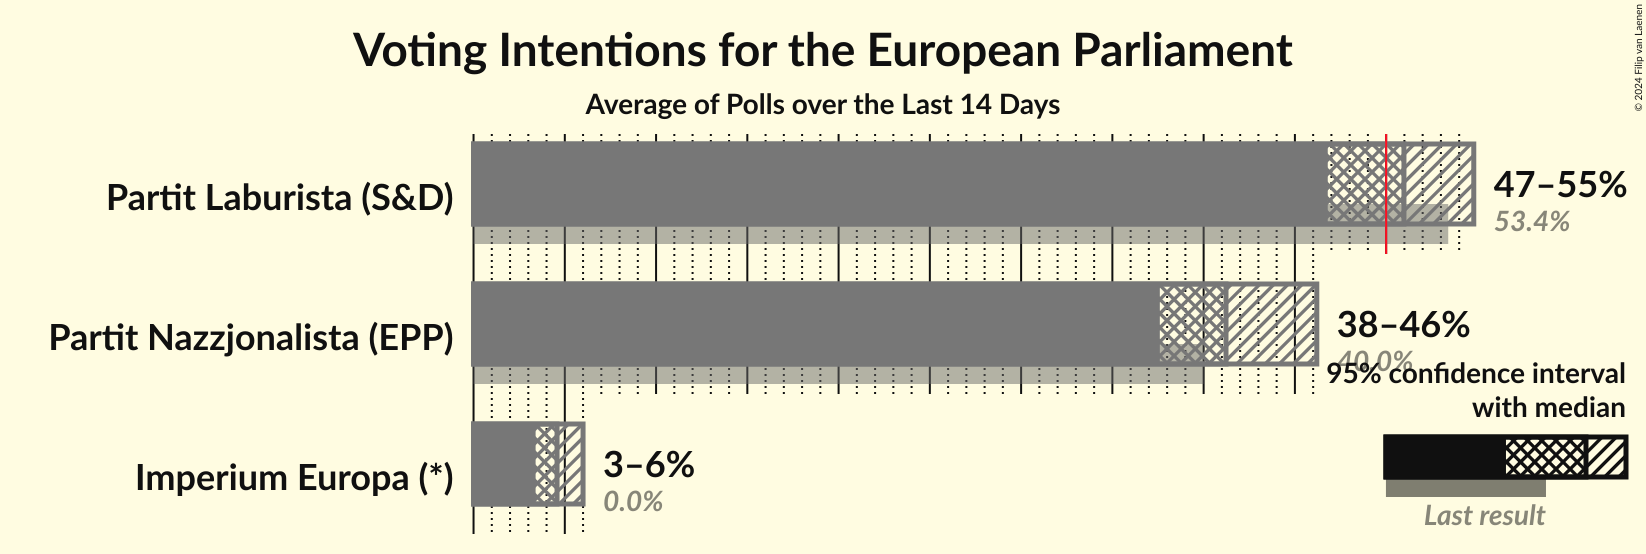 Voting Intentions for the European Parliament
Average of Polls over the Last 14 Days
© 2024 Filip van Laenen
Partit Laburista (S&D)
47–55%
53.4%
Partit Nazzjonalista (EPP)
38–46%
40.0%
95% confidence interval
with median
Imperium Europa (*)
3–6%
0.0%
Last result